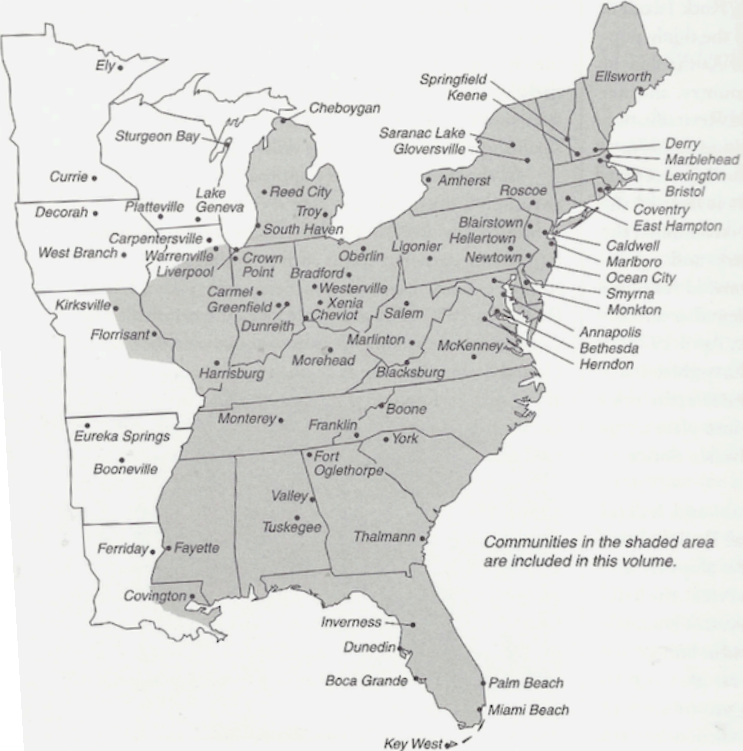 Ely
Cheboygan
Springfield
Keene
Ellsworth
Sturgeon Bay
Saranac Lake
Gloversville
Derry
Marblehead
Lexington
Bristol
Coventry
East Hampton
Currie
Reed City
Amherst
Roscoe
Decorah
Platteville
Lake
Geneva
Troy
South Haven
Blairstown
Hellertown
Newtown
Caldwell
Marlboro
Ocean City
Smyrna
Monkton
West Branch
Carpentersville
Warrenville
Liverpool
Crown
Point
Oberlin
Ligonier
Bradford
Westerville
Xenia
Cheviot
Carmel
Greenfield
Dunreith
Salem
Kirksville
Florissant
Annapolis
Bethesda
Herndon
Marlinton
McKenney
Morehead
Blacksburg
Harrisburg
Monterey
Franklin
Boone
York
Eureka Springs
Booneville
Fort
Oglethorpe
Valley
Tuskegee
Thalmann
Communities in the shaded area
are included in this volume.
Ferriday
Fayette
Covington
Inverness
Dunedin
Boca Grande
Palm Beach
Miami Beach
Key West